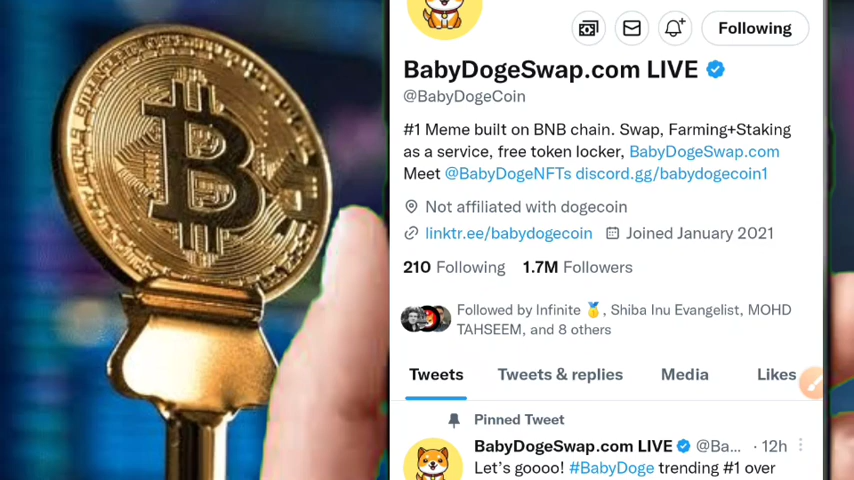 Following
BabyDogeSwap.com LIVE
@BabyDogeCoin
#1 Meme built on BNB chain. Swap, Farming+Staking
as a service, free token locker, BabyDogeSwap.com
Meet @BabyDogeNFTs discord.gg/babydogecoin1
Not affiliated with dogecoin
linktr.ee/babydogecoin Joined January 2021
210 Following 1.7M Followers
Followed by Infinite 🥇, Shiba Inu Evangelist, MOHD
TAHSEEM, and 8 others
Tweets Tweets & replies Media Likes
Pinned Tweet
BabyDogeSwap.com LIVE @Ba... · 12h
Let's goooo! #BabyDoge trending #1 over